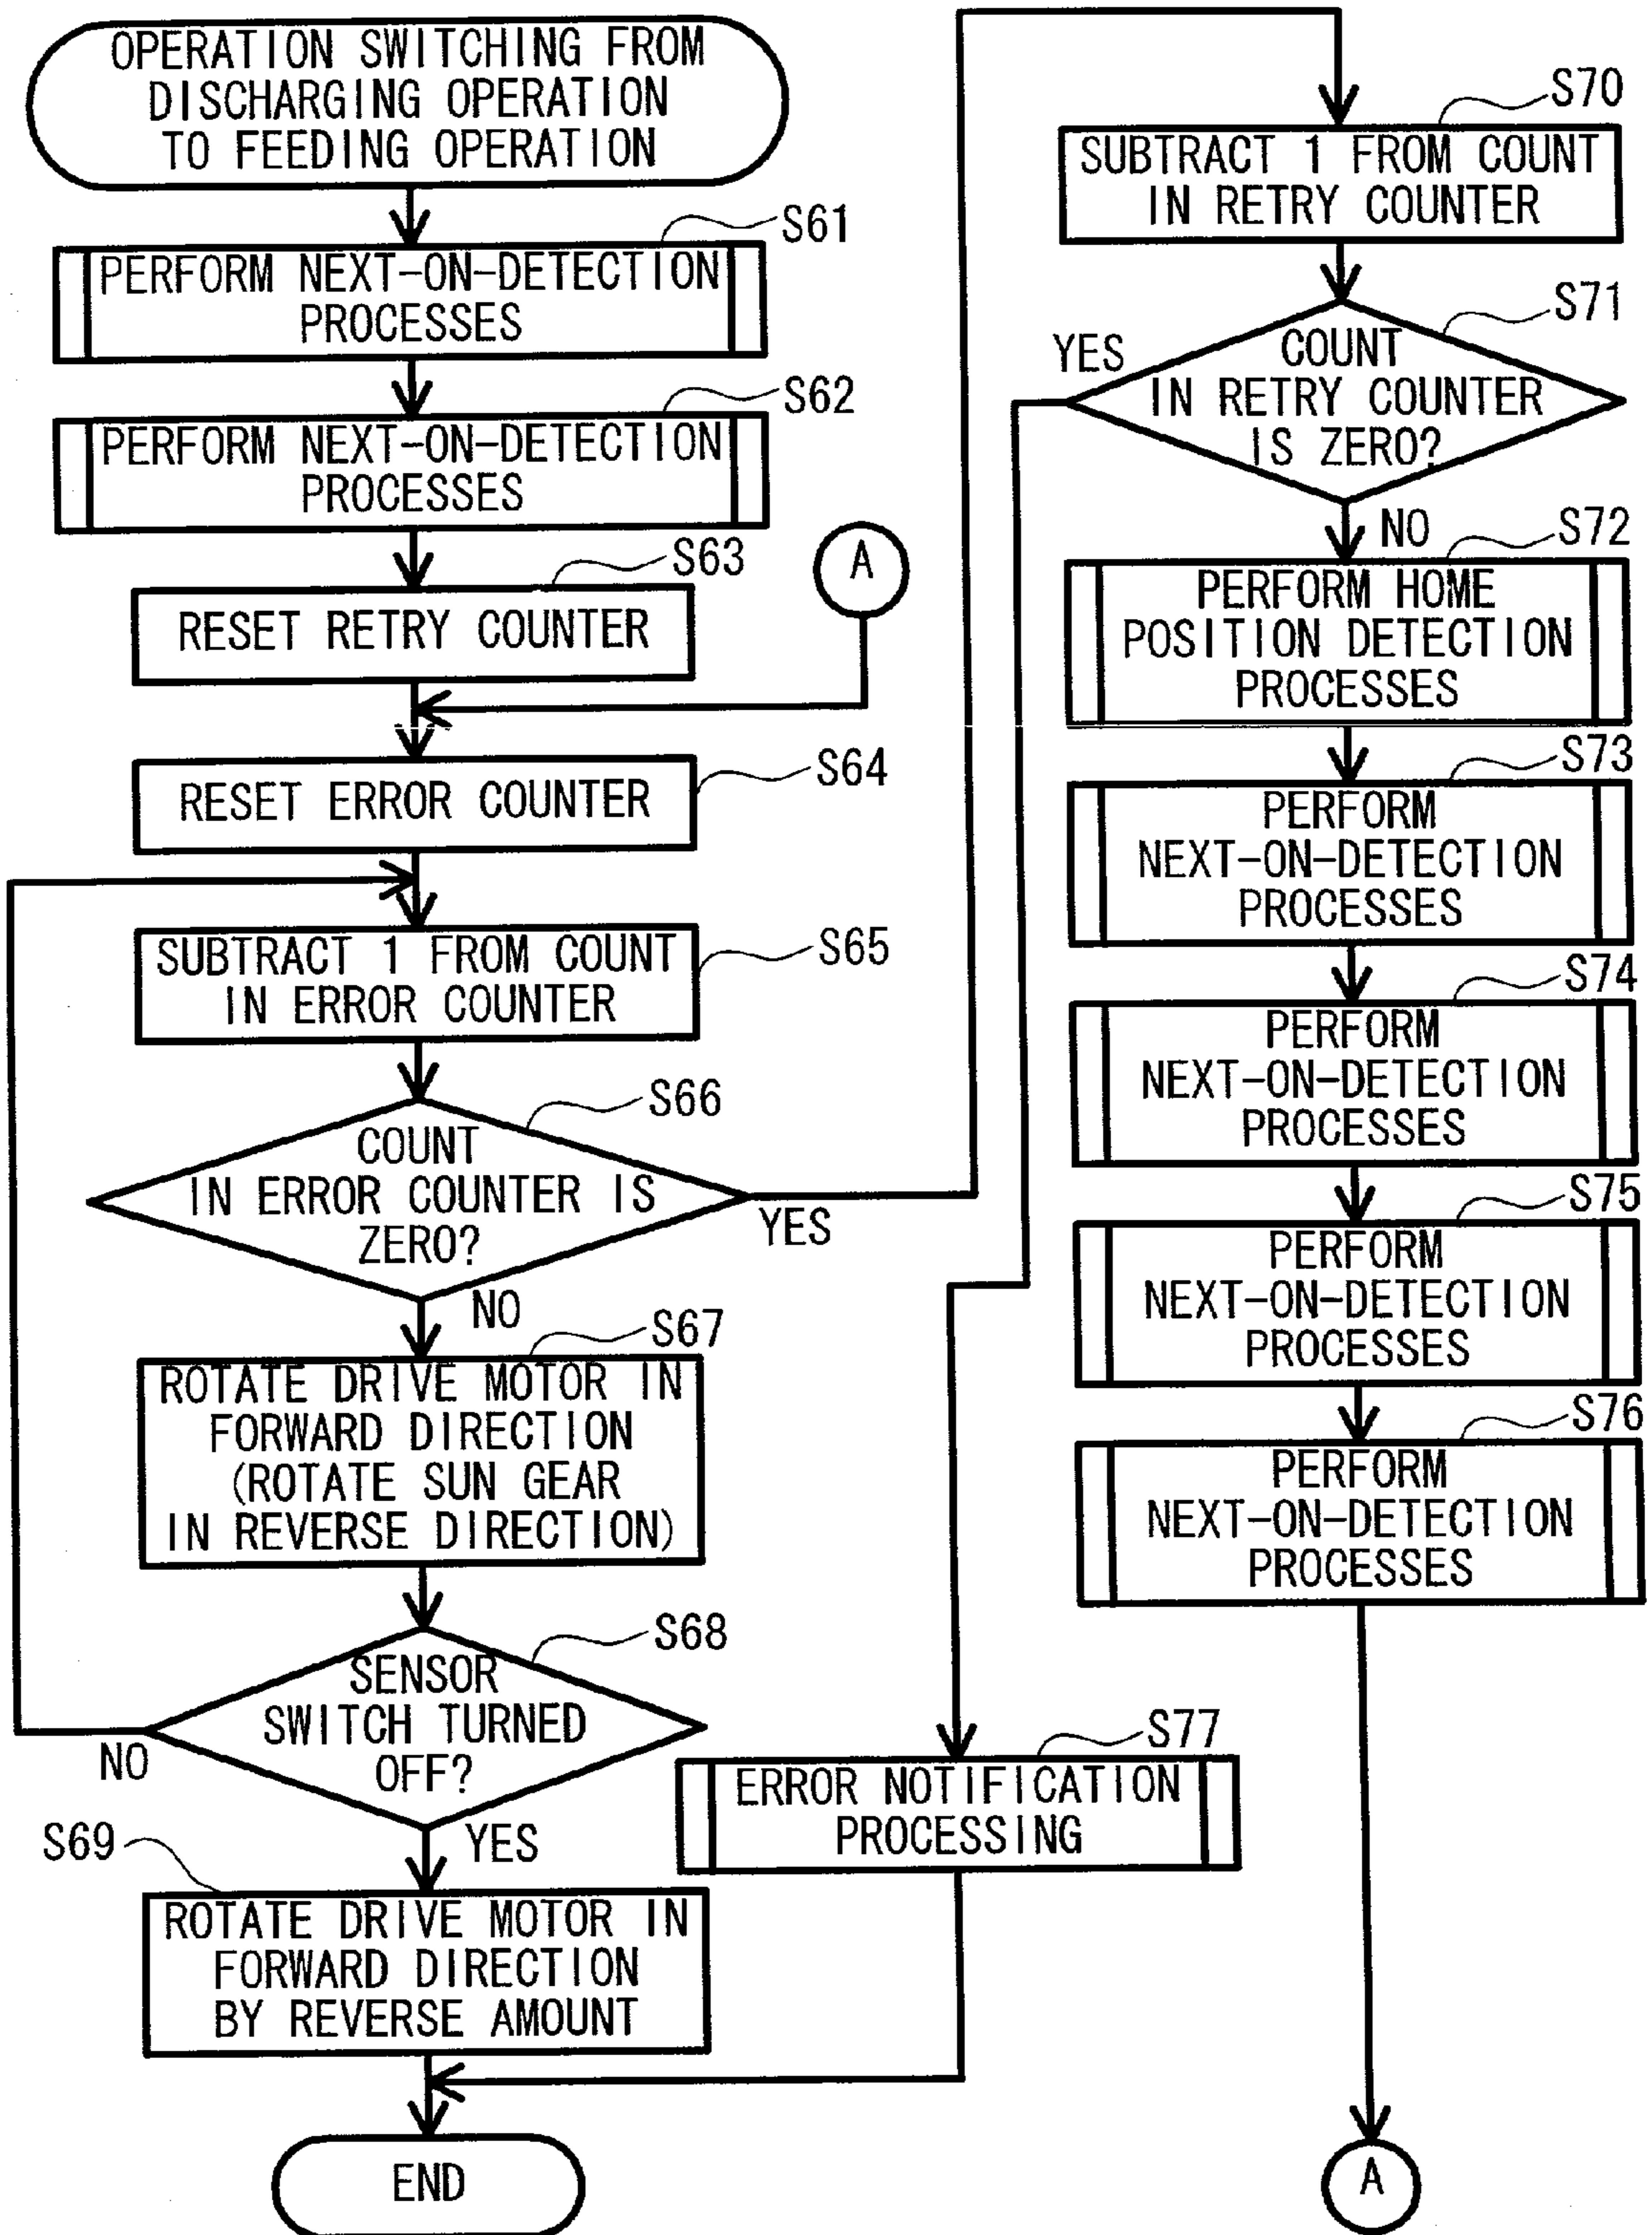 OPERATION SWITCHING FROM
DISCHARGING OPERATION
TO FEEDING OPERATION
S61
PERFORM NEXT-ON-DETECTION
PROCESSES
S62
PERFORM NEXT-ON-DETECTION
PROCESSES
S63
RESET RETRY COUNTER
A
S64
RESET ERROR COUNTER
S65
SUBTRACT 1 FROM COUNT
IN ERROR COUNTER
S66
COUNT
IN ERROR COUNTER IS
ZERO?
YES
NO
S67
ROTATE DRIVE MOTOR IN
FORWARD DIRECTION
(ROTATE SUN GEAR
IN REVERSE DIRECTION)
S68
SENSOR
SWITCH TURNED
OFF?
NO
YES
S69
ROTATE DRIVE MOTOR IN
FORWARD DIRECTION
BY REVERSE AMOUNT
END
S70
SUBTRACT 1 FROM COUNT
IN RETRY COUNTER
S71
YES
COUNT
IN RETRY COUNTER
IS ZERO?
NO
S72
PERFORM HOME
POSITION DETECTION
PROCESSES
S73
PERFORM
NEXT-ON-DETECTION
PROCESSES
S74
PERFORM
NEXT-ON-DETECTION
PROCESSES
S75
PERFORM
NEXT-ON-DETECTION
PROCESSES
S76
PERFORM
NEXT-ON-DETECTION
PROCESSES
S77
ERROR NOTIFICATION
PROCESSING
A